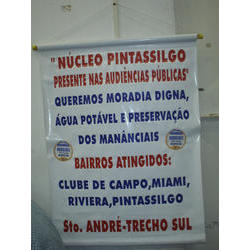 "NÚCLEO PINTASSILGO
PRESENTE NAS AUDIÊNCIAS PÚBLICAS"
QUEREMOS MORADIA DIGNA,
ÁGUA POTÁVEL E PRESERVAÇÃO
DOS MANÂNCIAIS
BAIRROS ATINGIDOS:
CLUBE DE CAMPO,MIAMI,
RIVIERA,PINTASSILGO
Sto. ANDRÉ-TRECHO SUL